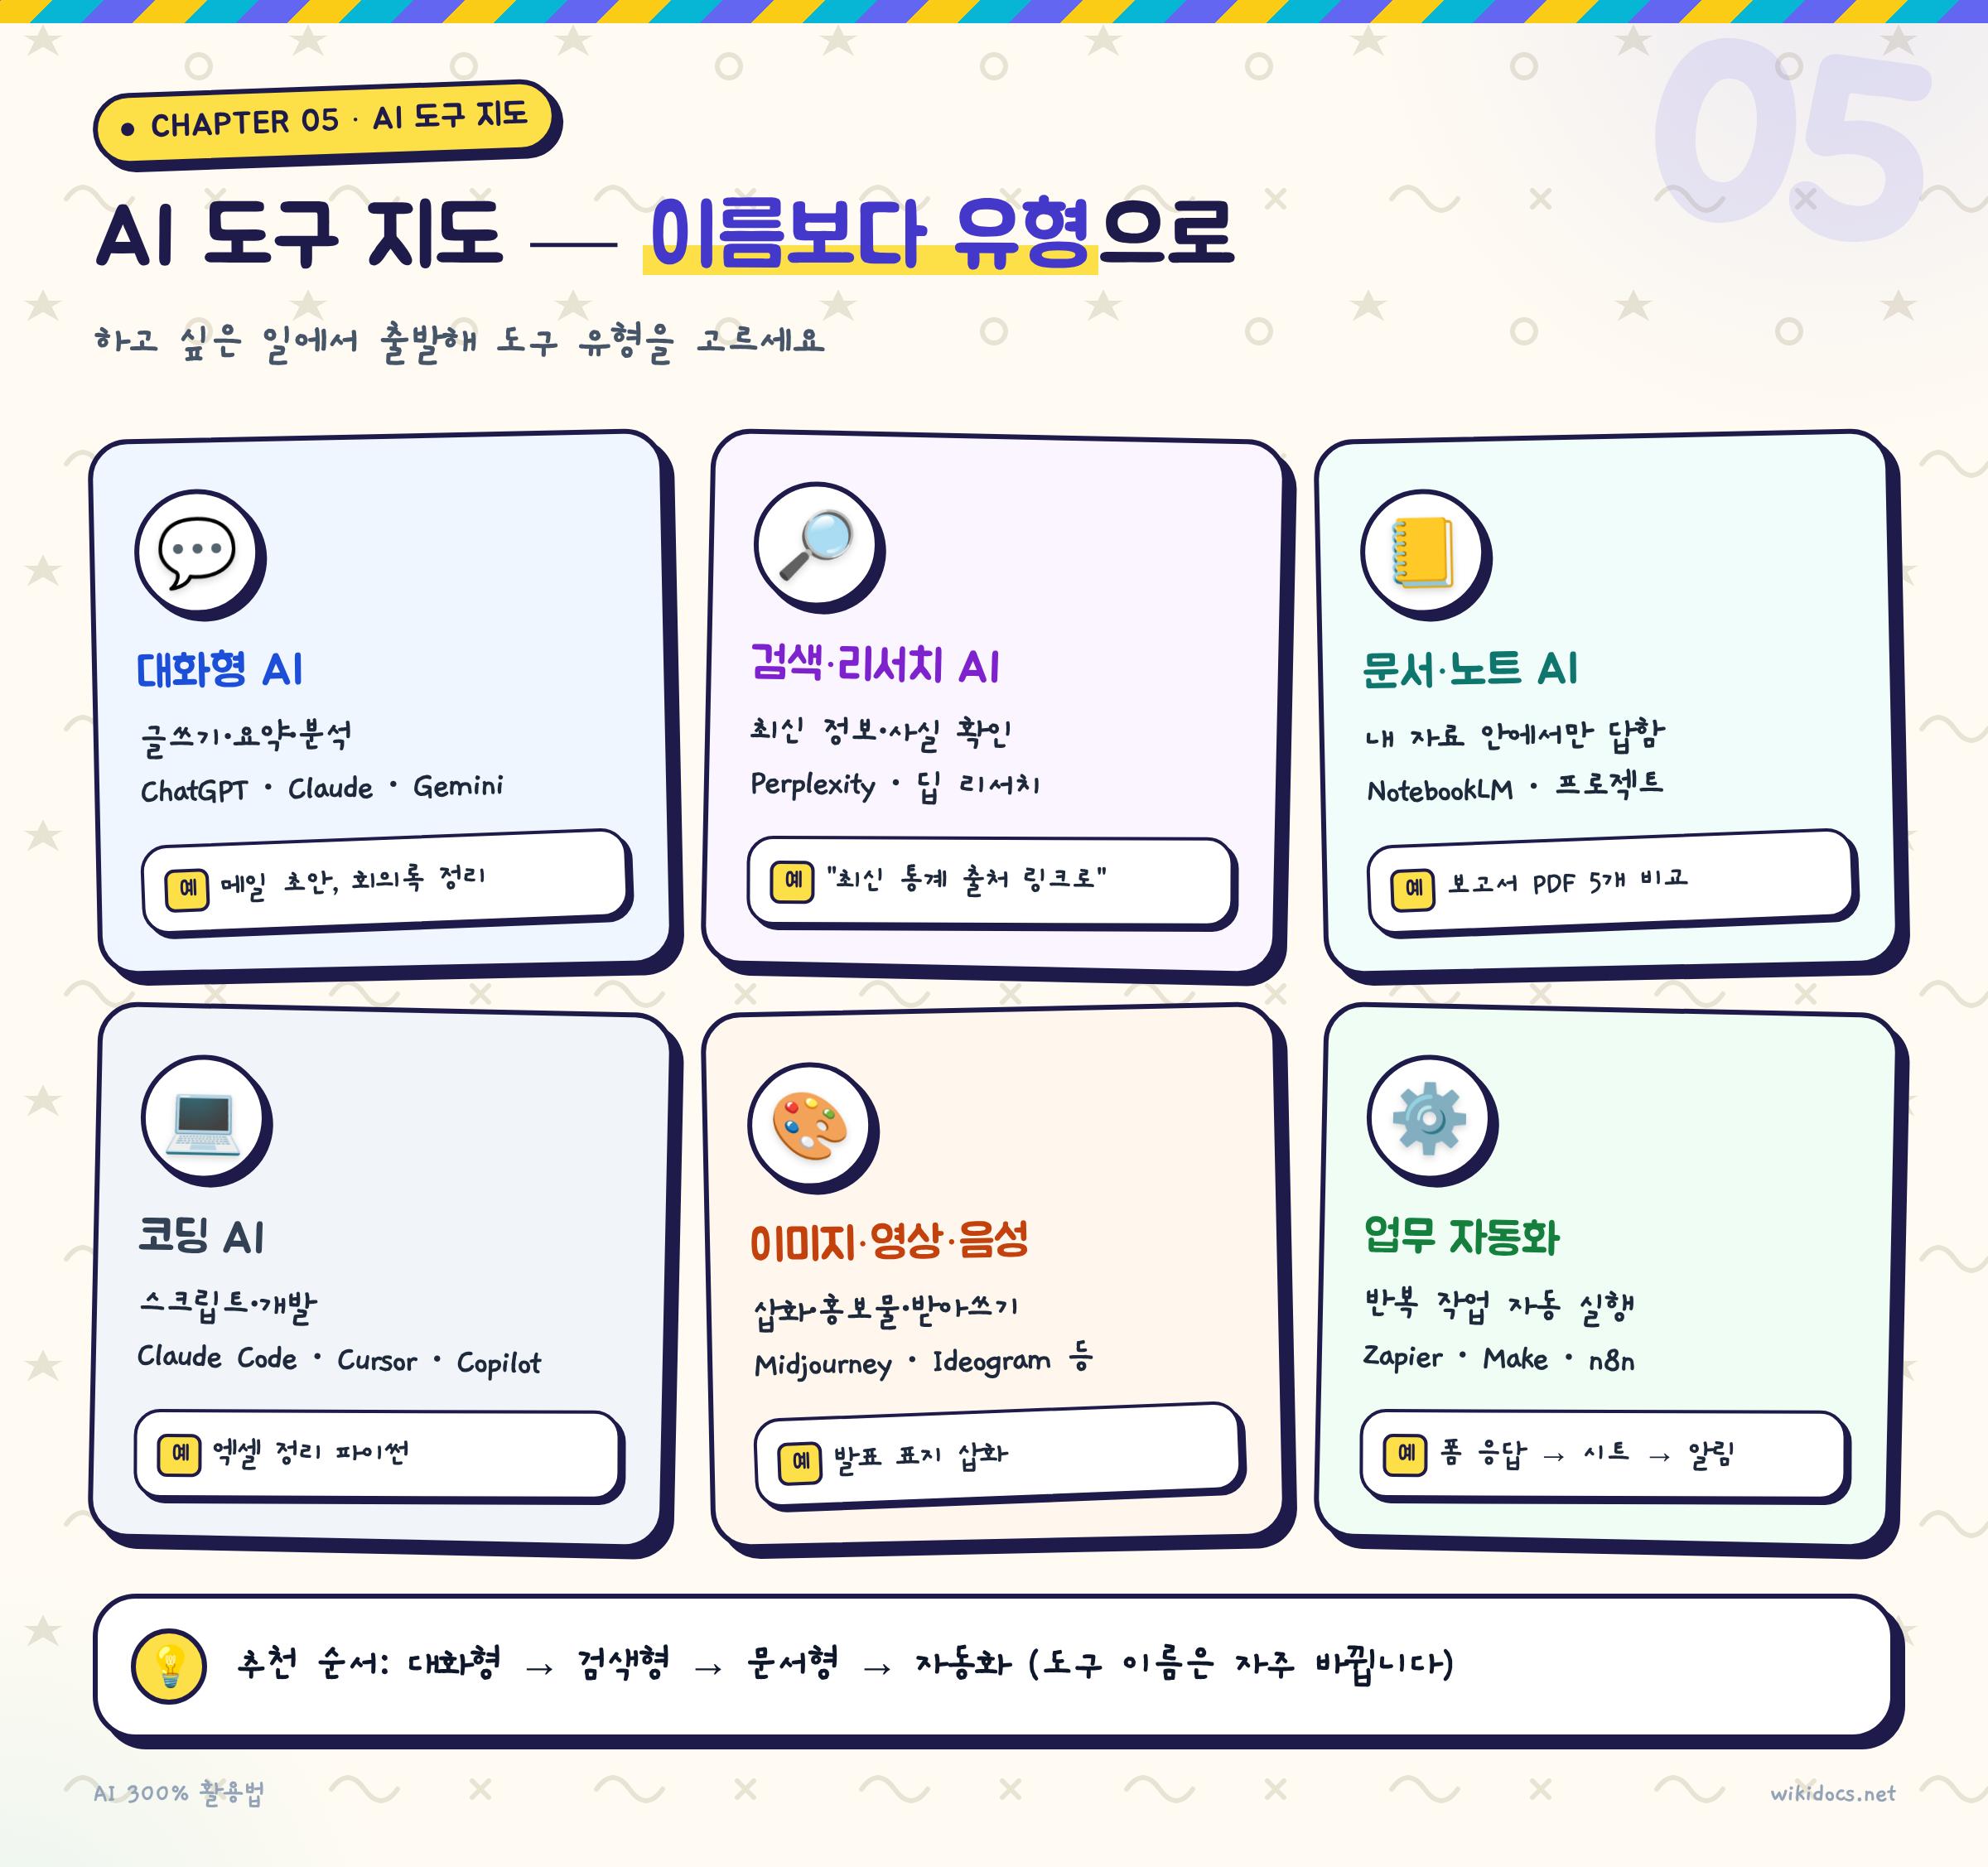 05
CHAPTER 05 · AI 도구 지도
AI 도구 지도 — 이름보다 유형으로
하고 싶은 일에서 출발해 도구 유형을 고르세요
대화형 AI
글쓰기·요약·분석
ChatGPT · Claude · Gemini
예 메일 초안, 회의록 정리
검색·리서치 AI
최신 정보·사실 확인
Perplexity · 딥 리서치
예 "최신 통계 출처 링크로"
문서·노트 AI
내 자료 안에서만 답함
NotebookLM · 프로젝트
예 보고서 PDF 5개 비교
코딩 AI
스크립트·개발
Claude Code · Cursor · Copilot
예 엑셀 정리 파이썬
이미지·영상·음성
삽화·홍보물·받아쓰기
Midjourney · Ideogram 등
예 발표 표지 삽화
업무 자동화
반복 작업 자동 실행
Zapier · Make · n8n
예 폼 응답 → 시트 → 알림
추천 순서: 대화형 → 검색형 → 문서형 → 자동화 (도구 이름은 자주 바뀝니다)
AI 300% 활용법
wikidocs.net